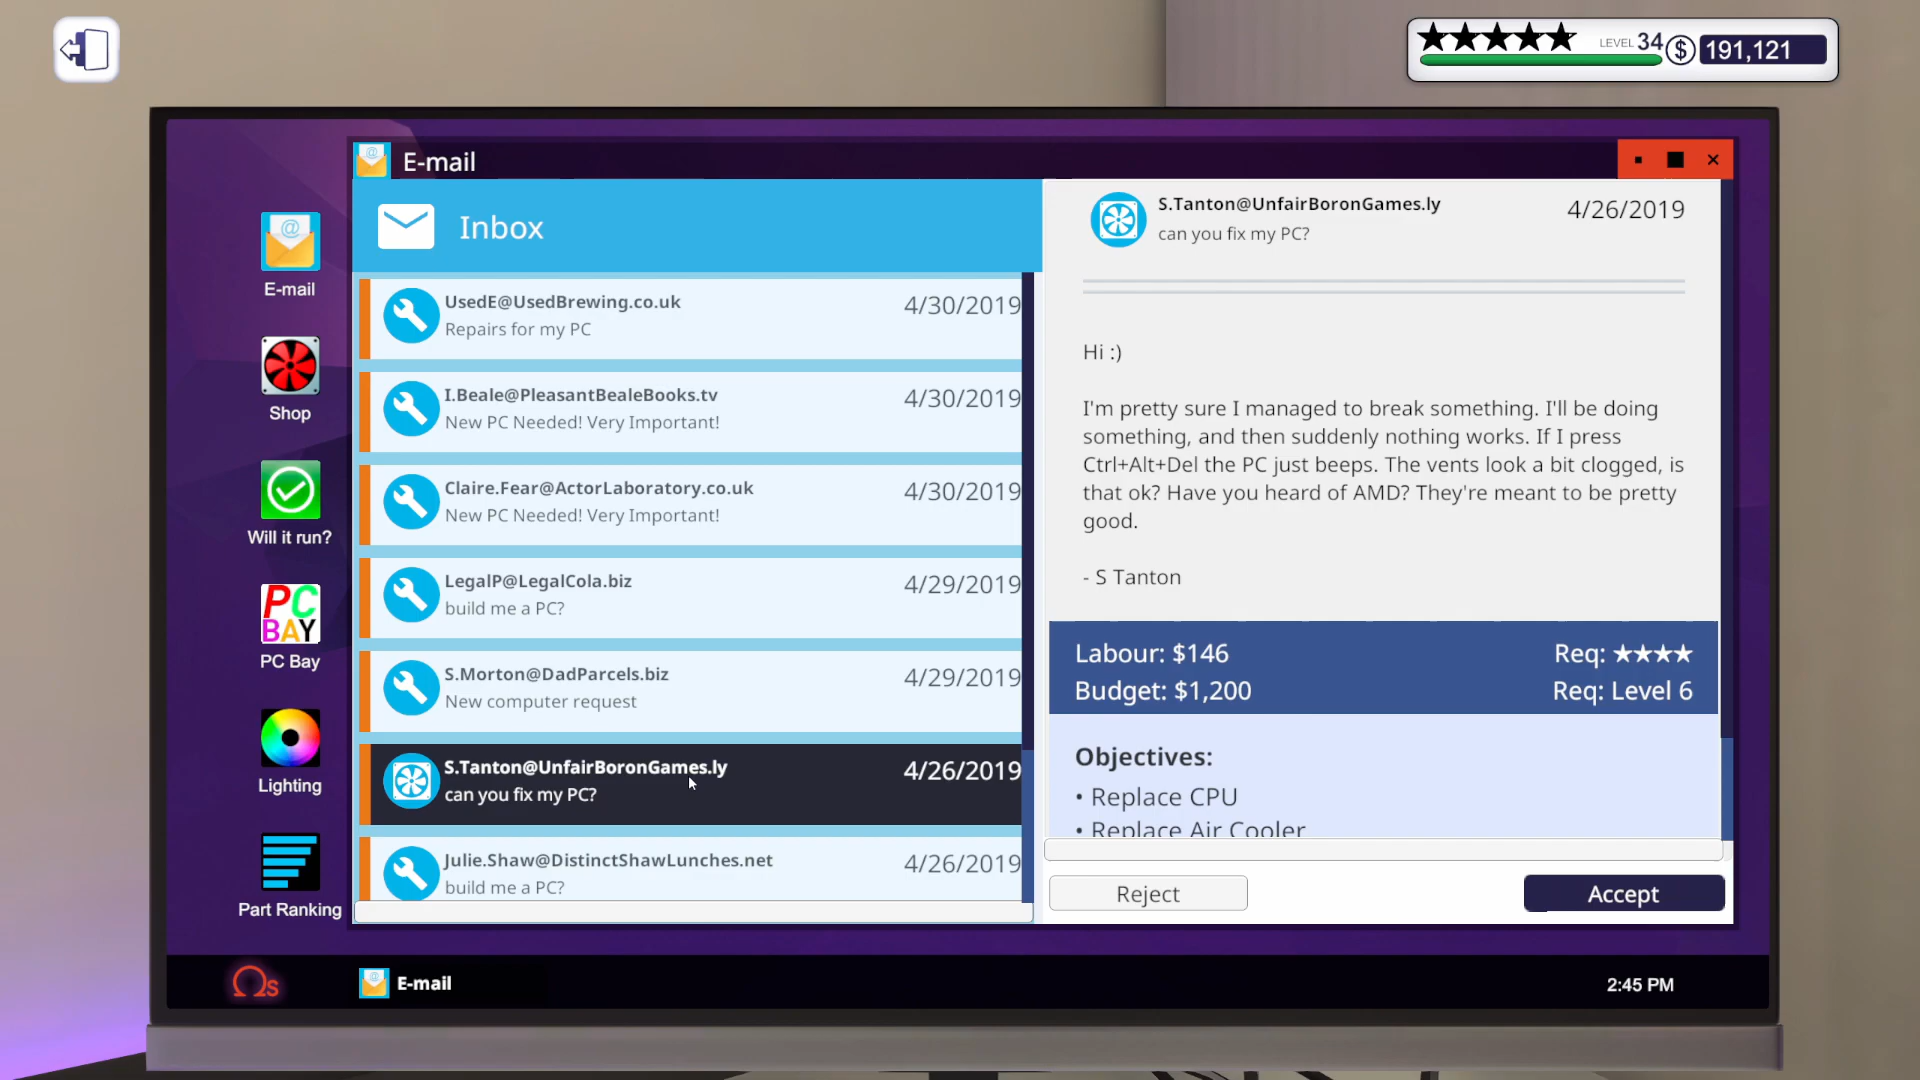 ★★★★★ LEVEL 34 $ 191,121
E-mail
E-mail
Shop
Will it run?
PC BAY
PC Bay
Lighting
Part Ranking
Inbox
UsedE@UsedBrewing.co.uk 4/30/2019
Repairs for my PC
I.Beale@PleasantBealeBooks.tv 4/30/2019
New PC Needed! Very Important!
Claire.Fear@ActorLaboratory.co.uk 4/30/2019
New PC Needed! Very Important!
LegalP@LegalCola.biz 4/29/2019
build me a PC?
S.Morton@DadParcels.biz 4/29/2019
New computer request
S.Tanton@UnfairBoronGames.ly 4/26/2019
can you fix my PC?
Julie.Shaw@DistinctShawLunches.net 4/26/2019
build me a PC?
S.Tanton@UnfairBoronGames.ly 4/26/2019
can you fix my PC?
Hi :)
I'm pretty sure I managed to break something. I'll be doing
something, and then suddenly nothing works. If I press
Ctrl+Alt+Del the PC just beeps. The vents look a bit clogged, is
that ok? Have you heard of AMD? They're meant to be pretty
good.
- S Tanton
Labour: $146 Req: ★★★★
Budget: $1,200 Req: Level 6
Objectives:
• Replace CPU
• Replace Air Cooler
Reject Accept
Ωs E-mail 2:45 PM